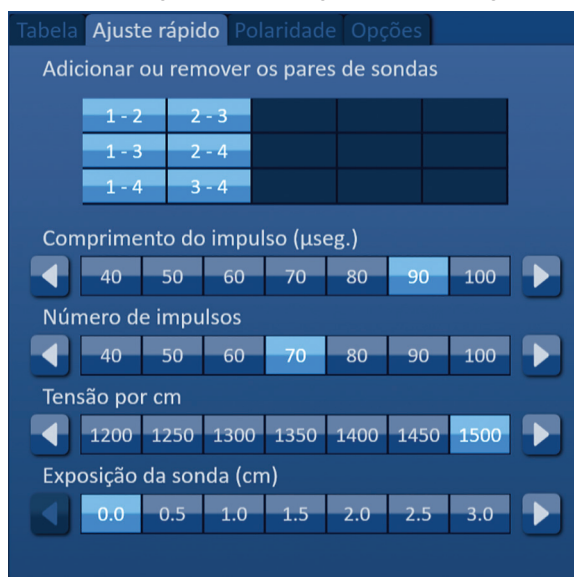 Tabela Ajuste rápido Polaridade Opções
Adicionar ou remover os pares de sondas
1 - 2 2 - 3
1 - 3 2 - 4
1 - 4 3 - 4
Comprimento do impulso (µseg.)
40 50 60 70 80 90 100
Número de impulsos
40 50 60 70 80 90 100
Tensão por cm
1200 1250 1300 1350 1400 1450 1500
Exposição da sonda (cm)
0.0 0.5 1.0 1.5 2.0 2.5 3.0